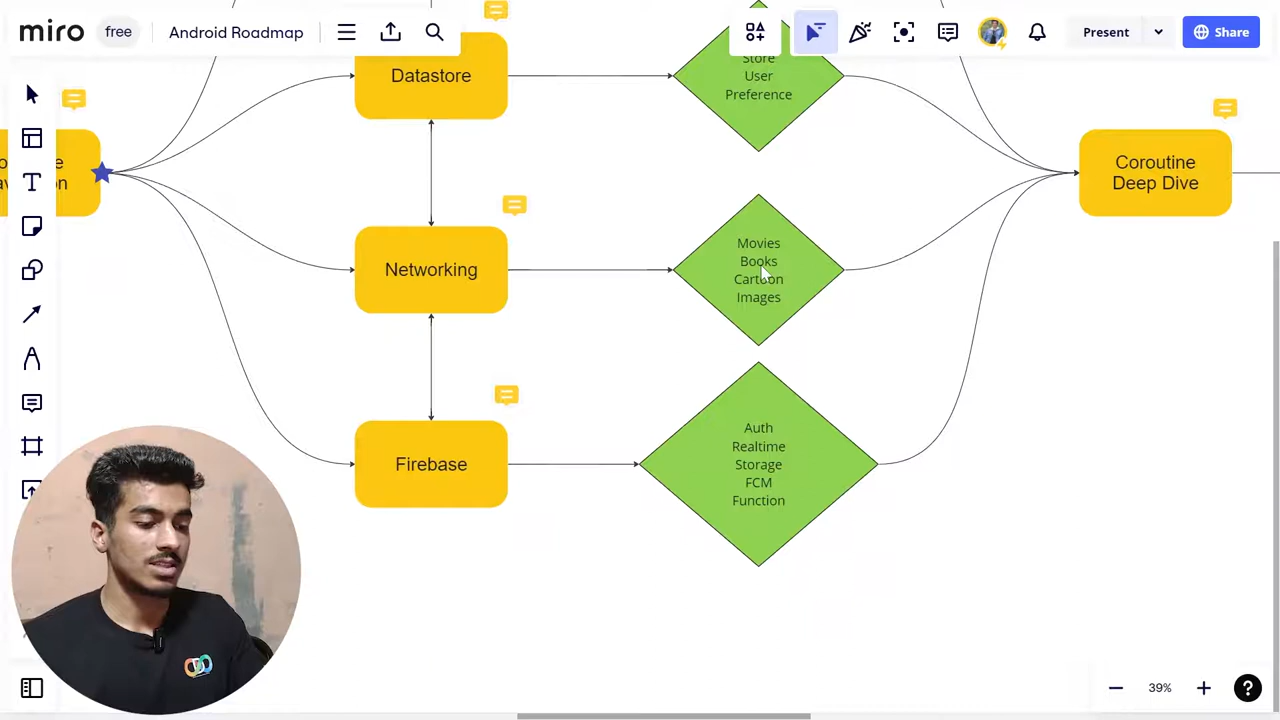 miro
free
Android Roadmap
Present
Share
Datastore
Store
User
Preference
Coroutine
Deep Dive
Networking
Movies
Books
Cartoon
Images
Firebase
Auth
Realtime
Storage
FCM
Function
39%
?